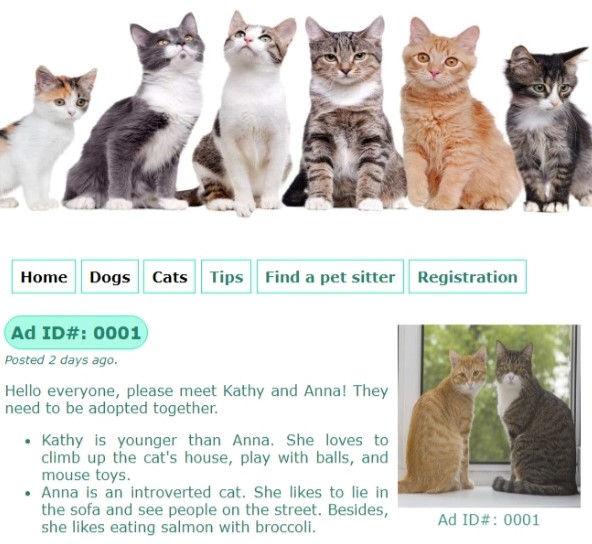 Home Dogs Cats Tips Find a pet sitter Registration
Ad ID#: 0001
Posted 2 days ago.
Hello everyone, please meet Kathy and Anna! They
need to be adopted together.
• Kathy is younger than Anna. She loves to
climb up the cat's house, play with balls, and
mouse toys.
• Anna is an introverted cat. She likes to lie in
the sofa and see people on the street. Besides,
she likes eating salmon with broccoli.
Ad ID#: 0001